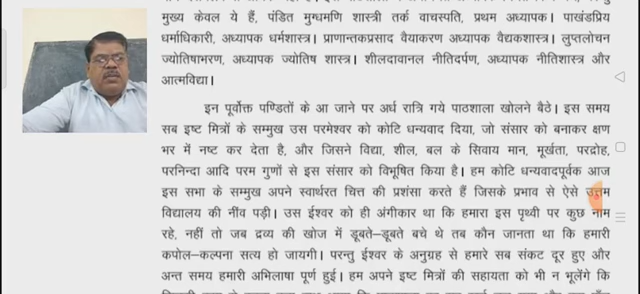 मुख्य केवल ये हैं, पंडित मुग्धमणि शास्त्री तर्क वाचस्पति, प्रथम अध्यापक। पाखंडप्रिय
धर्माधिकारी, अध्यापक धर्मशास्त्र। प्राणान्तकप्रसाद वैयाकरण अध्यापक वैद्यकशास्त्र। लुप्तलोचन
ज्योतिषाभरण, अध्यापक ज्योतिष शास्त्र। शीलदावानल नीतिदर्पण, अध्यापक नीतिशास्त्र और
आत्मविद्या।
इन पूर्वोक्त पण्डितों के आ जाने पर अर्ध रात्रि गये पाठशाला खोलने बैठे। इस समय
सब इष्ट मित्रों के सम्मुख उस परमेश्वर को कोटि धन्यवाद दिया, जो संसार को बनाकर क्षण
भर में नष्ट कर देता है, और जिसने विद्या, शील, बल के सिवाय मान, मूर्खता, परद्रोह,
परनिन्दा आदि परम गुणों से इस संसार को विभूषित किया है। हम कोटि धन्यवादपूर्वक आज
इस सभा के सम्मुख अपने स्वार्थरत चित्त की प्रशंसा करते हैं जिसके प्रभाव से ऐसे उत्तम
विद्यालय की नींव पड़ी। उस ईश्वर को ही अंगीकार था कि हमारा इस पृथ्वी पर कुछ नाम
रहे, नहीं तो जब द्रव्य की खोज में डूबते–डूबते बचे थे तब कौन जानता था कि हमारी
कपोल–कल्पना सत्य हो जायगी। परन्तु ईश्वर के अनुग्रह से हमारे सब संकट दूर हुए और
अन्त समय हमारी अभिलाषा पूर्ण हुई। हम अपने इष्ट मित्रों की सहायता को भी न भूलेंगे कि